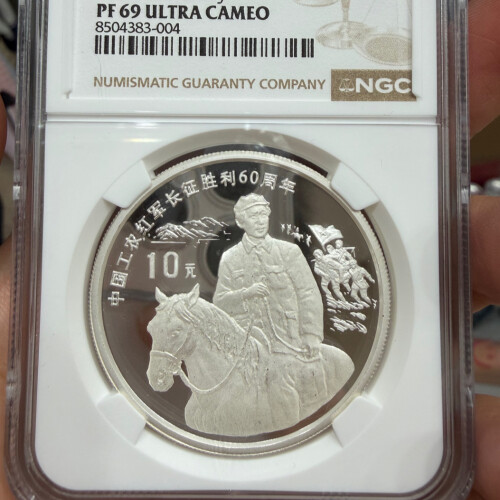 PF 69 ULTRA CAMEO
8504383-004
NUMISMATIC GUARANTY COMPANY
NGC
中国工农红军长征胜利60周年
10元